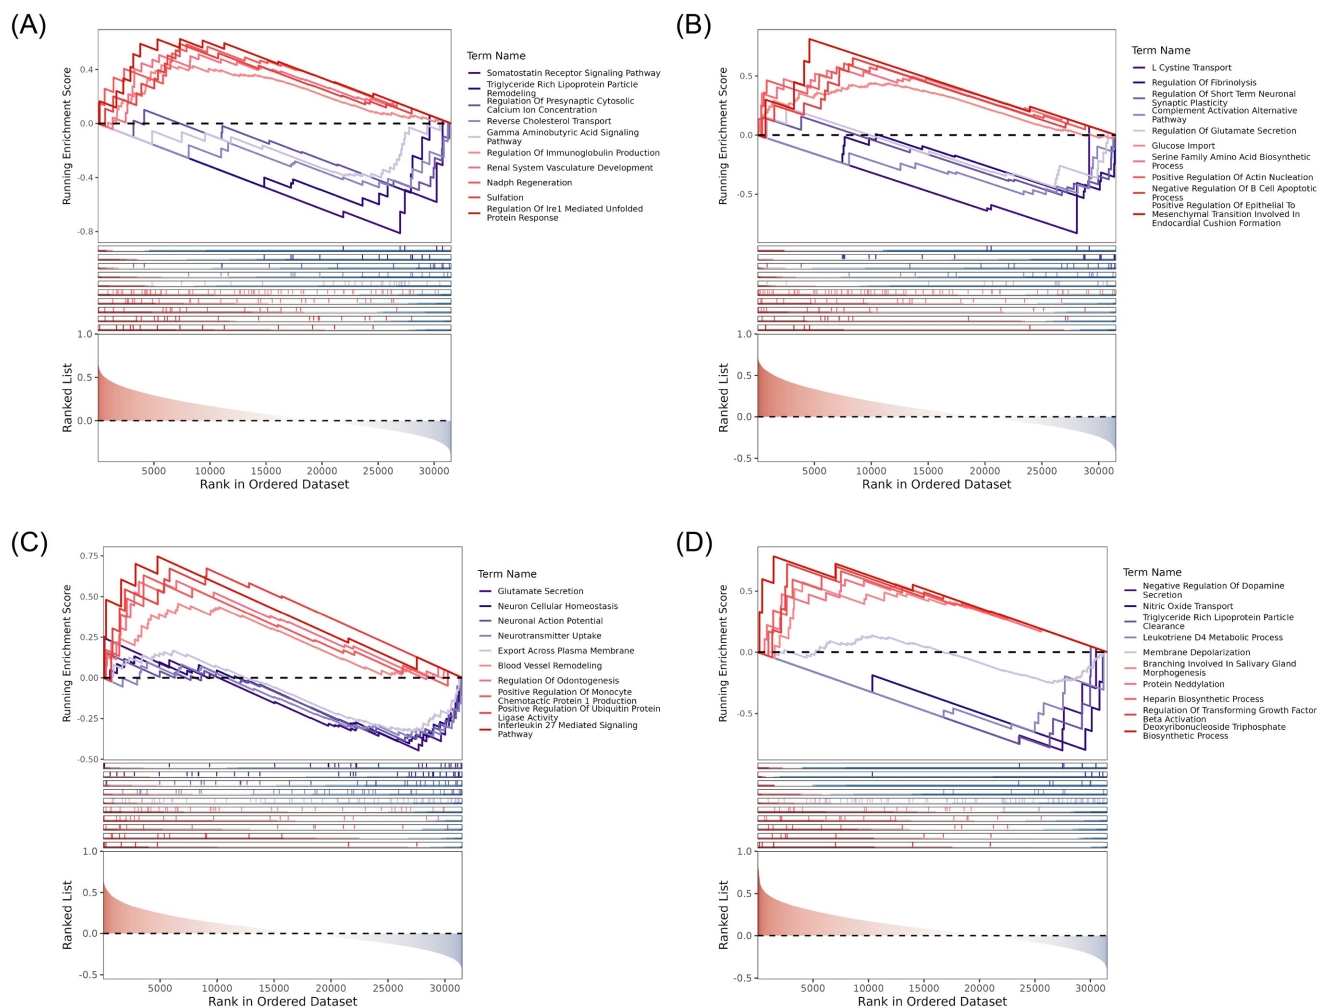 (A)
Running Enrichment Score
0.4
0.0
-0.4
-0.8
Term Name
Somatostatin Receptor Signaling Pathway
Triglyceride Rich Lipoprotein Particle
Remodeling
Regulation Of Presynaptic Cytosolic
Calcium Ion Concentration
Reverse Cholesterol Transport
Gamma Aminobutyric Acid Signaling
Pathway
Regulation Of Immunoglobulin Production
Renal System Vasculature Development
Nadph Regeneration
Sulfation
Regulation Of Ire1 Mediated Unfolded
Protein Response
Ranked List
1.0
0.5
0.0
5000 10000 15000 20000 25000 30000
Rank in Ordered Dataset
(B)
Running Enrichment Score
0.5
0.0
-0.5
Term Name
L Cystine Transport
Regulation Of Fibrinolysis
Regulation Of Short Term Neuronal
Synaptic Plasticity
Complement Activation Alternative
Pathway
Regulation Of Glutamate Secretion
Glucose Import
Serine Family Amino Acid Biosynthetic
Process
Positive Regulation Of Actin Nucleation
Negative Regulation Of B Cell Apoptotic
Process
Positive Regulation Of Epithelial To
Mesenchymal Transition Involved In
Endocardial Cushion Formation
Ranked List
1.0
0.5
0.0
-0.5
5000 10000 15000 20000 25000 30000
Rank in Ordered Dataset
(C)
Running Enrichment Score
0.75
0.50
0.25
0.00
-0.25
-0.50
Term Name
Glutamate Secretion
Neuron Cellular Homeostasis
Neuronal Action Potential
Neurotransmitter Uptake
Export Across Plasma Membrane
Blood Vessel Remodeling
Regulation Of Odontogenesis
Positive Regulation Of Monocyte
Chemotactic Protein 1 Production
Positive Regulation Of Ubiquitin Protein
Ligase Activity
Interleukin 27 Mediated Signaling
Pathway
Ranked List
1.0
0.5
0.0
-0.5
5000 10000 15000 20000 25000 30000
Rank in Ordered Dataset
(D)
Running Enrichment Score
0.5
0.0
-0.5
Term Name
Negative Regulation Of Dopamine
Secretion
Nitric Oxide Transport
Triglyceride Rich Lipoprotein Particle
Clearance
Leukotriene D4 Metabolic Process
Membrane Depolarization
Branching Involved In Salivary Gland
Morphogenesis
Protein Neddylation
Heparin Biosynthetic Process
Regulation Of Transforming Growth Factor
Beta Activation
Deoxyribonucleoside Triphosphate
Biosynthetic Process
Ranked List
1.0
0.5
0.0
-0.5
5000 10000 15000 20000 25000 30000
Rank in Ordered Dataset